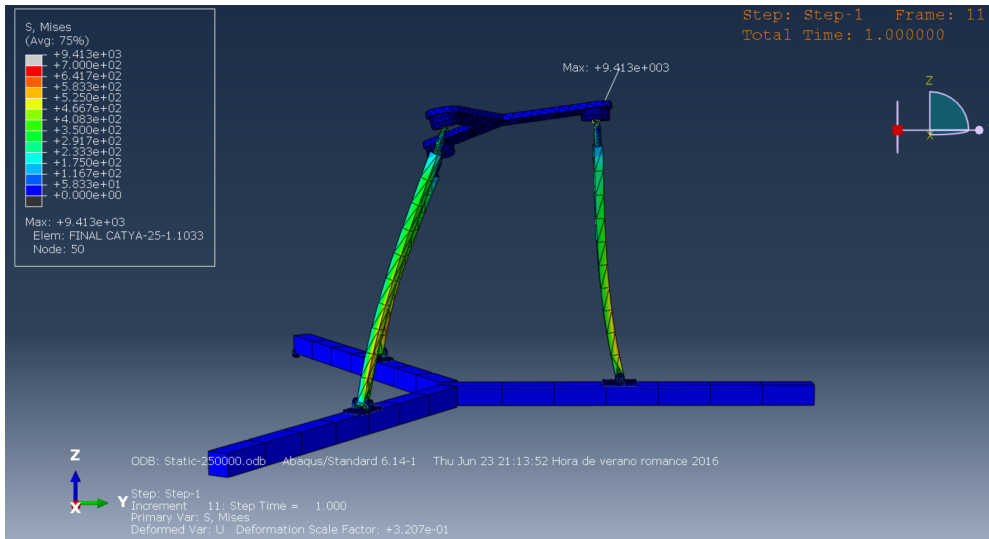 Step: Step-1 Frame: 11
Total Time: 1.000000
S, Mises
(Avg: 75%)
+9.413e+03
+7.000e+02
+6.417e+02
+5.833e+02
+5.250e+02
+4.667e+02
+4.083e+02
+3.500e+02
+2.917e+02
+2.333e+02
+1.750e+02
+1.167e+02
+5.833e+01
+0.000e+00
Max: +9.413e+03
Elem: FINAL CATYA-25-1.1033
Node: 50
Max: +9.413e+003
Z
X
Z
Y
X
ODB: Static-250000.odb Abaqus/Standard 6.14-1 Thu Jun 23 21:13:52 Hora de verano romance 2016
Step: Step-1
Increment 11: Step Time = 1.000
Primary Var: S, Mises
Deformed Var: U Deformation Scale Factor: +3.207e-01